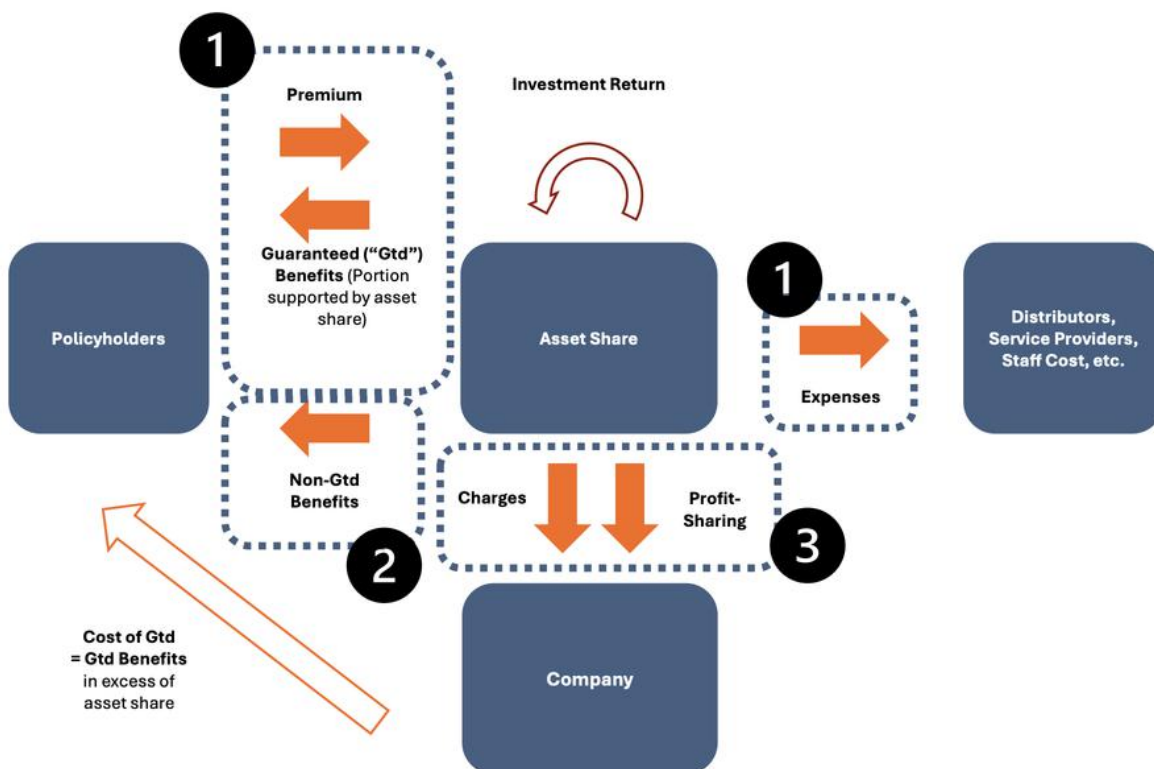 1
Premium
Investment Return
Guaranteed (“Gtd”)
Benefits (Portion
supported by asset
share)
Policyholders
Asset Share
1
Expenses
Distributors,
Service Providers,
Staff Cost, etc.
Non-Gtd
Benefits
2
Charges
Profit-
Sharing
3
Cost of Gtd
= Gtd Benefits
in excess of
asset share
Company